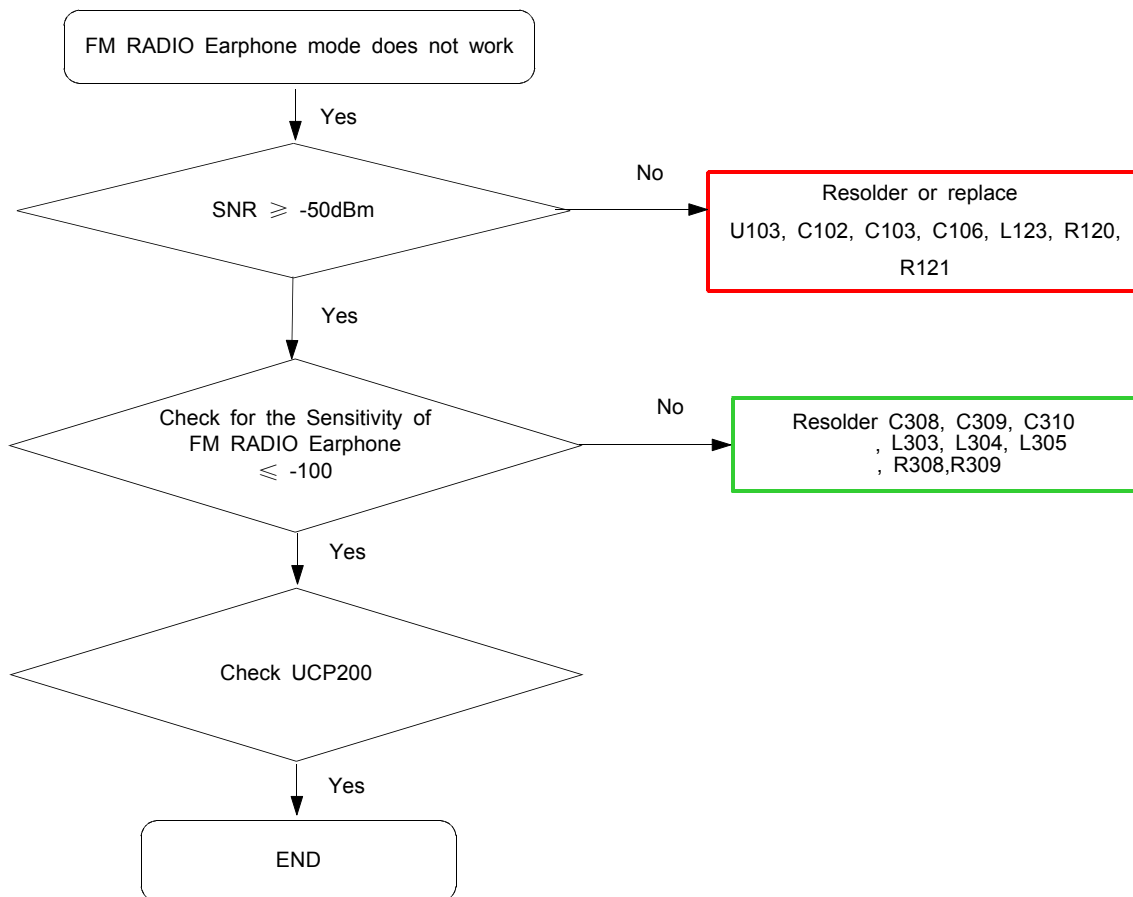 FM RADIO Earphone mode does not work
Yes
SNR ≥ -50dBm
No
Resolder or replace
U103, C102, C103, C106, L123, R120,
R121
Yes
Check for the Sensitivity of
FM RADIO Earphone
≤ -100
No
Resolder C308, C309, C310
, L303, L304, L305
, R308,R309
Yes
Check UCP200
Yes
END